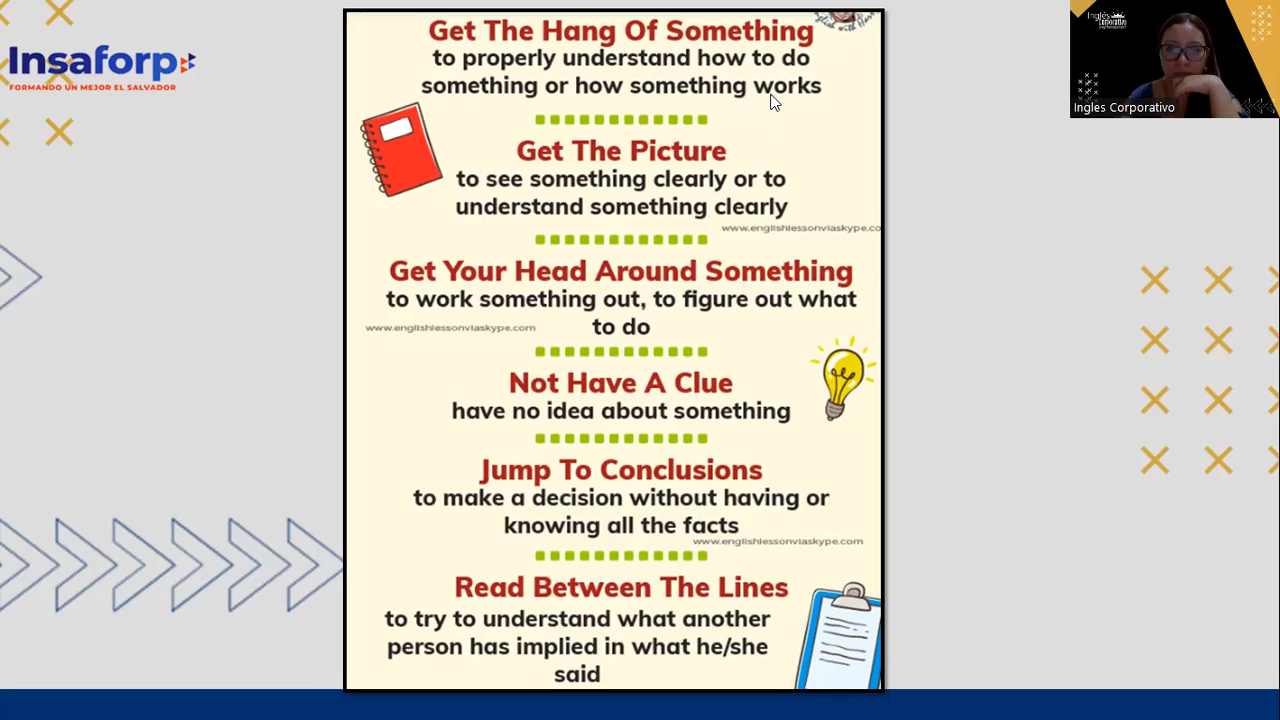 Insaforp
FORMANDO UN MEJOR EL SALVADOR
Get The Hang Of Something
to properly understand how to do
something or how something works
Get The Picture
to see something clearly or to
understand something clearly
www.englishlessonviaskype.co
Get Your Head Around Something
to work something out, to figure out what
to do
www.englishlessonviaskype.com
Not Have A Clue
have no idea about something
Jump To Conclusions
to make a decision without having or
knowing all the facts
www.englishlessonviaskype.com
Read Between The Lines
to try to understand what another
person has implied in what he/she
said
Inglés
Corporativo
Ingles Corporativo